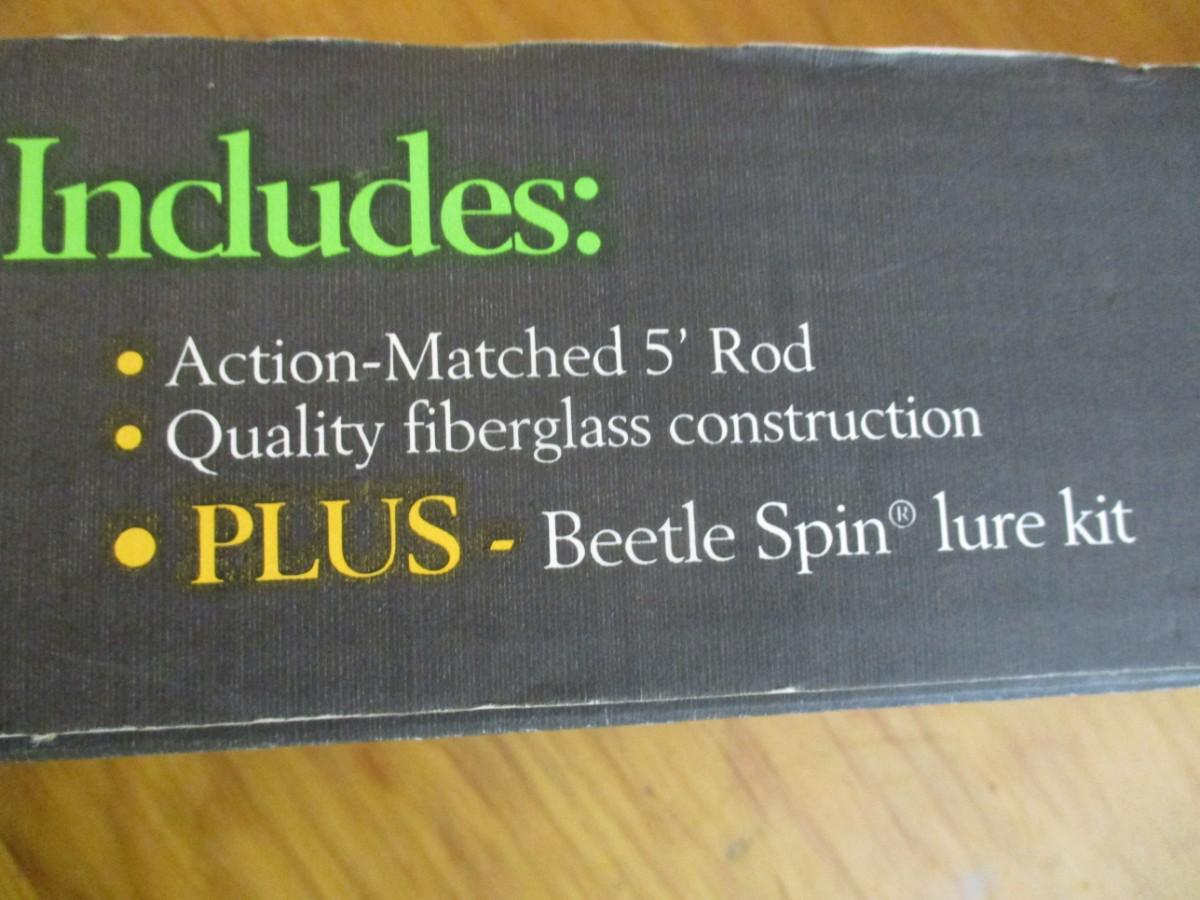 Includes:
• Action-Matched 5' Rod
• Quality fiberglass construction
• PLUS - Beetle Spin® lure kit